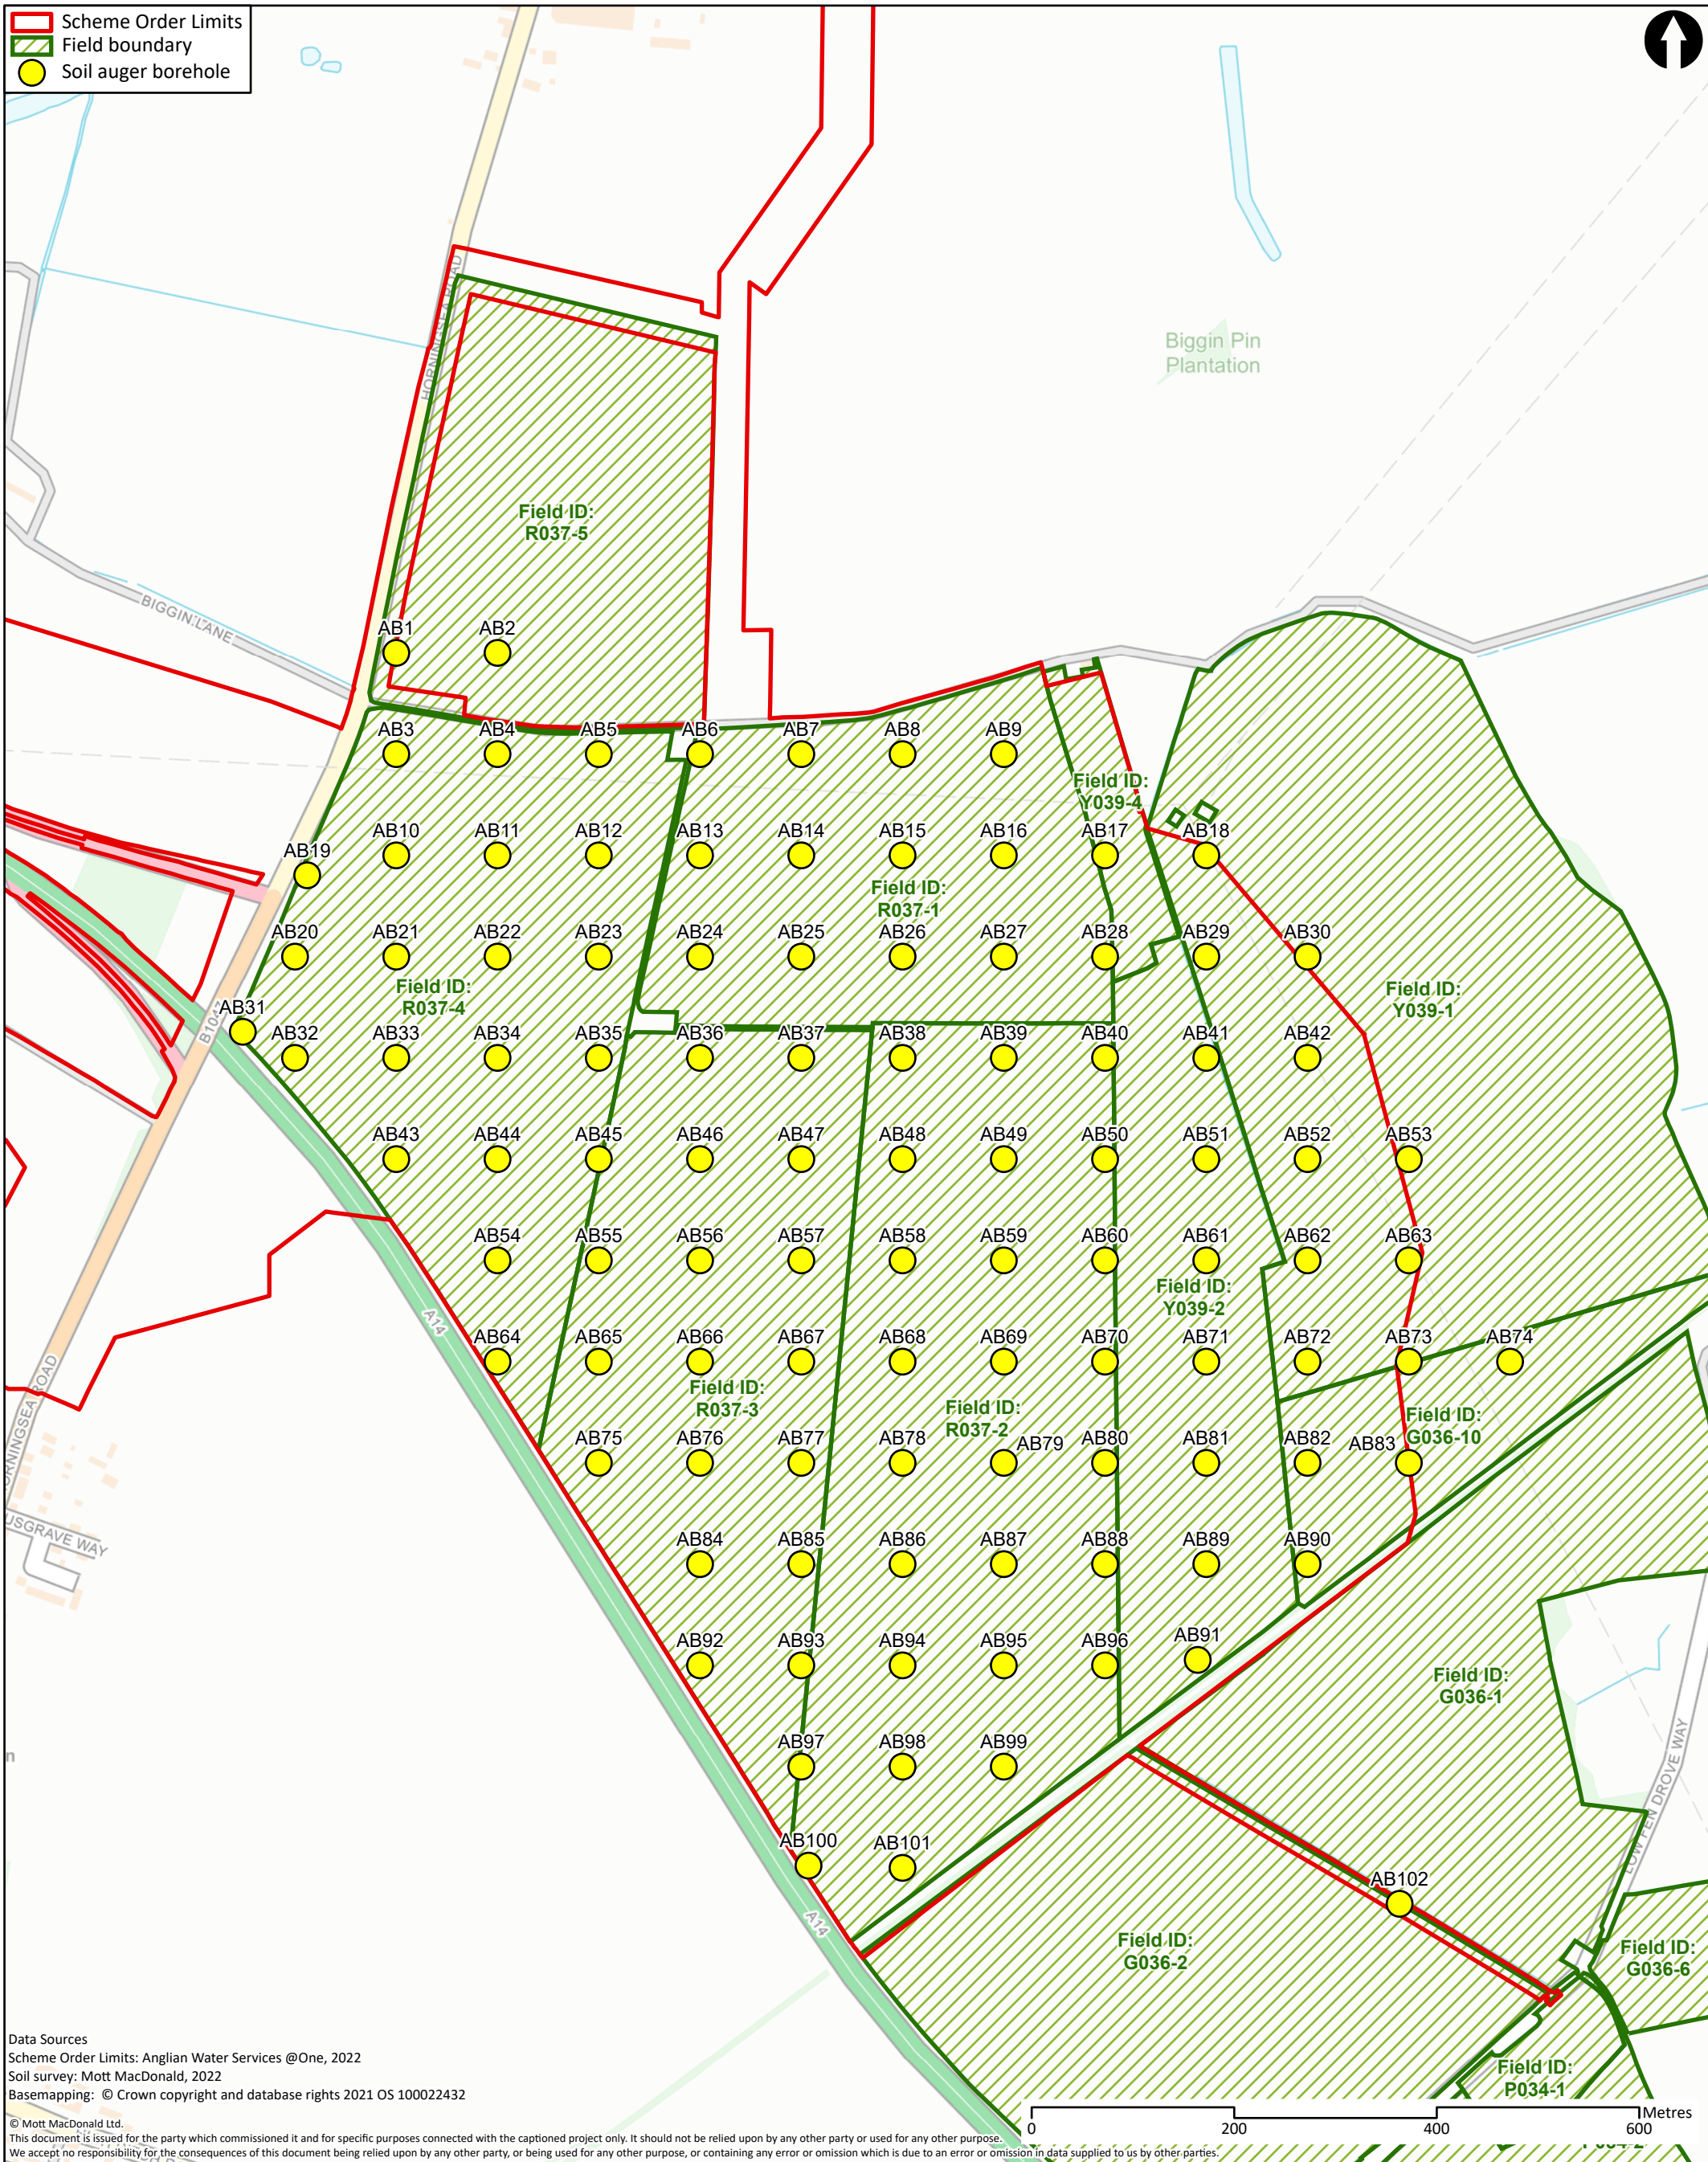 Scheme Order Limits
Field boundary
Soil auger borehole
HORNINGSEA ROAD
Biggin Pin
Plantation
Field ID:
R037-5
BIGGIN LANE
AB1
AB2
AB3
AB4
AB5
AB6
AB7
AB8
AB9
Field ID:
Y039-4
AB10
AB11
AB12
AB13
AB14
AB15
AB16
AB17
AB18
AB19
Field ID:
R037-1
AB20
AB21
AB22
AB23
AB24
AB25
AB26
AB27
AB28
AB29
AB30
Field ID:
R037-4
Field ID:
Y039-1
AB31
AB32
AB33
AB34
AB35
AB36
AB37
AB38
AB39
AB40
AB41
AB42
AB43
AB44
AB45
AB46
AB47
AB48
AB49
AB50
AB51
AB52
AB53
AB54
AB55
AB56
AB57
AB58
AB59
AB60
AB61
AB62
AB63
Field ID:
Y039-2
A14
AB64
AB65
AB66
AB67
AB68
AB69
AB70
AB71
AB72
AB73
AB74
Field ID:
R037-3
Field ID:
R037-2
Field ID:
G036-10
AB75
AB76
AB77
AB78
AB79
AB80
AB81
AB82
AB83
ORNINGSEA ROAD
USGRAVE WAY
AB84
AB85
AB86
AB87
AB88
AB89
AB90
AB92
AB93
AB94
AB95
AB96
AB91
Field ID:
G036-1
n
AB97
AB98
AB99
LOW FEN DROVE WAY
AB100
AB101
AB102
A14
Field ID:
G036-2
Field ID:
G036-6
Field ID:
P034-1
Data Sources
Scheme Order Limits: Anglian Water Services @One, 2022
Soil survey: Mott MacDonald, 2022
Basemapping: © Crown copyright and database rights 2021 OS 100022432
© Mott MacDonald Ltd.
This document is issued for the party which commissioned it and for specific purposes connected with the captioned project only. It should not be relied upon by any other party or used for any other purpose.
We accept no responsibility for the consequences of this document being relied upon by any other party, or being used for any other purpose, or containing any error or omission which is due to an error or omission in data supplied to us by other parties.
0 200 400 600 Metres